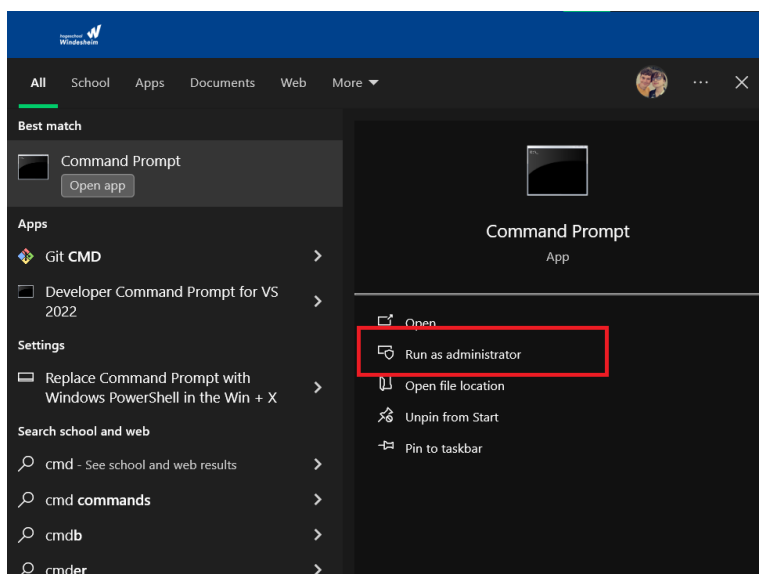 hogeschool
Windesheim
All School Apps Documents Web More
Best match
Command Prompt
Open app
Apps
Git CMD
Developer Command Prompt for VS
2022
Settings
Replace Command Prompt with
Windows PowerShell in the Win + X
Search school and web
cmd - See school and web results
cmd commands
cmdb
cmder
Command Prompt
App
Open
Run as administrator
Open file location
Unpin from Start
Pin to taskbar